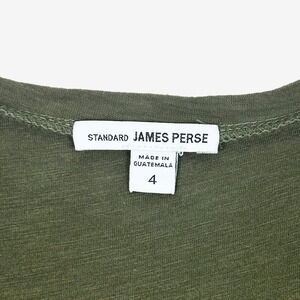 STANDARD JAMES PERSE
MADE IN
GUATEMALA
4